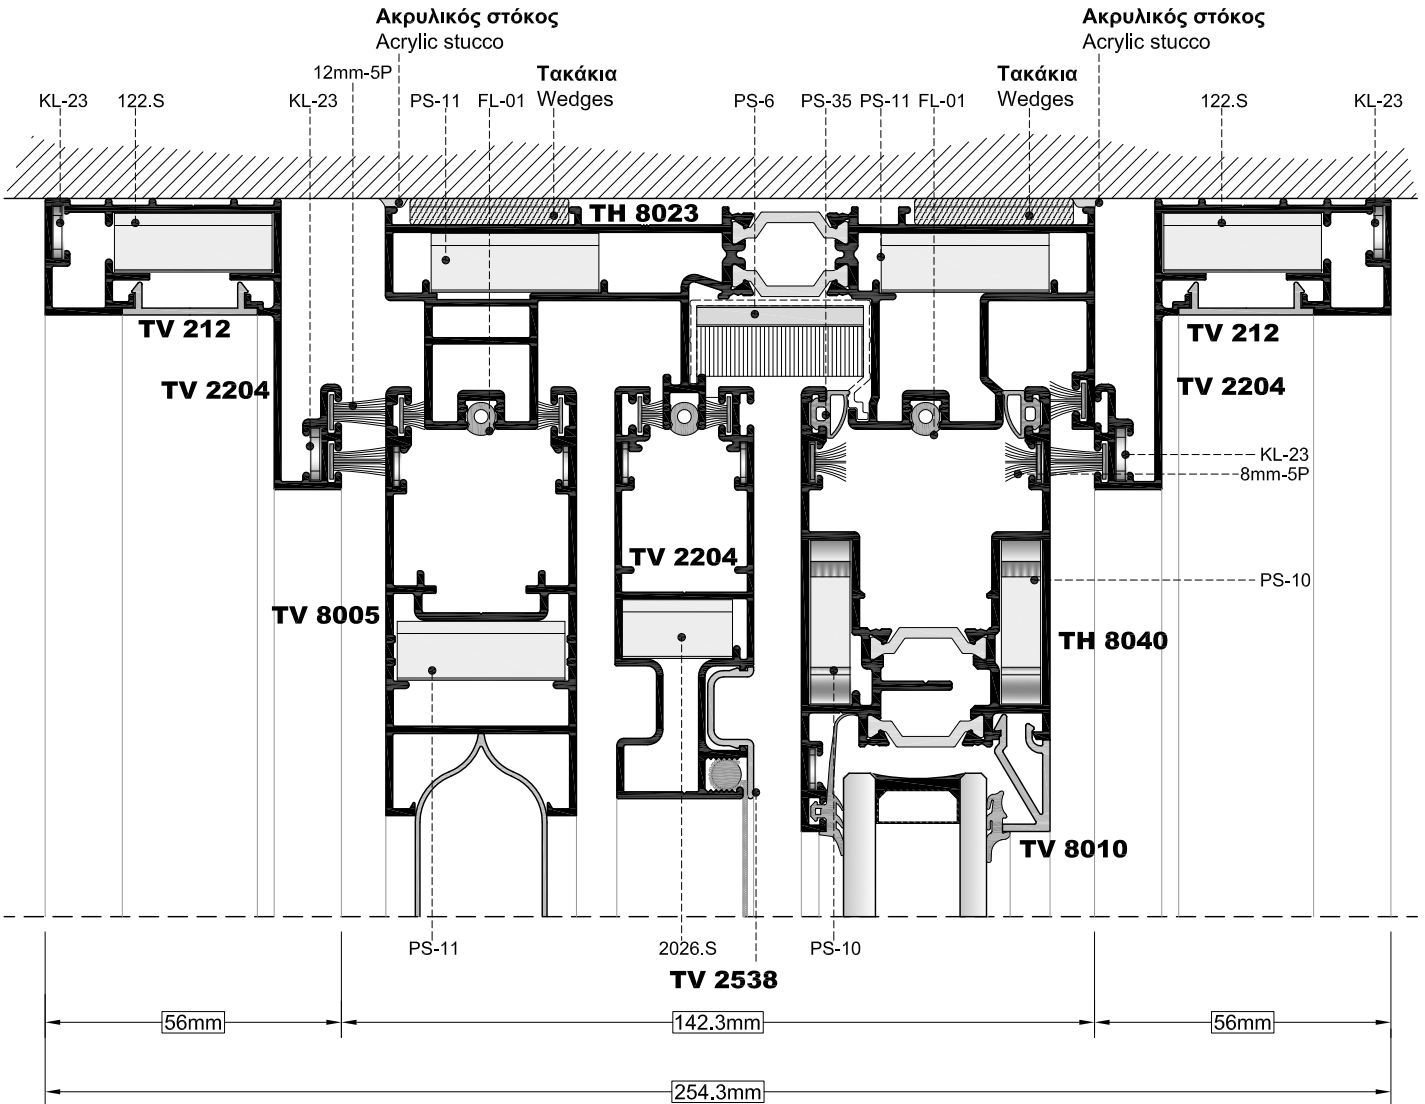 Ακρυλικός στόκος
Acrylic stucco
Ακρυλικός στόκος
Acrylic stucco
12mm-5P
Τακάκια
Wedges
Τακάκια
Wedges
KL-23
122.S
KL-23
PS-11
FL-01
PS-6
PS-35
PS-11
FL-01
122.S
KL-23
TH 8023
TV 212
TV 212
TV 2204
TV 2204
KL-23
8mm-5P
TV 2204
PS-10
TV 8005
TH 8040
TV 8010
PS-11
2026.S
PS-10
TV 2538
56mm
142.3mm
56mm
254.3mm